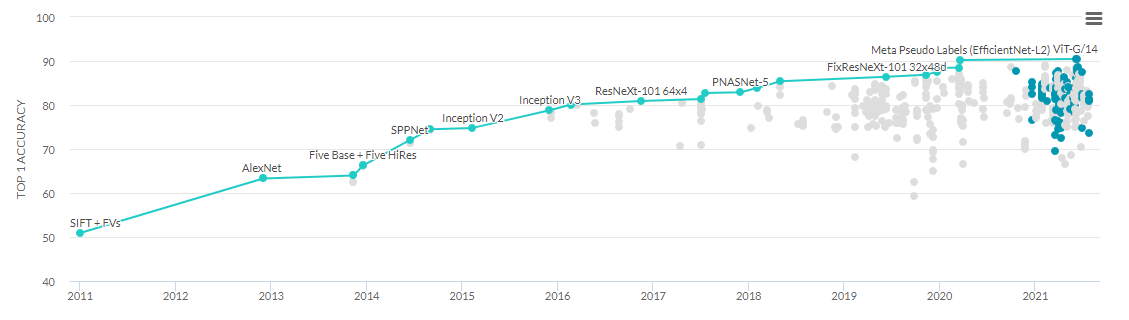 100
90
80
70
60
50
40
TOP 1 ACCURACY
SIFT + FVs
AlexNet
Five Base + Five HiRes
SPPNet
Inception V2
Inception V3
ResNeXt-101 64x4
PNASNet-5
FixResNeXt-101 32x48d
Meta Pseudo Labels (EfficientNet-L2)
ViT-G/14
2011
2012
2013
2014
2015
2016
2017
2018
2019
2020
2021